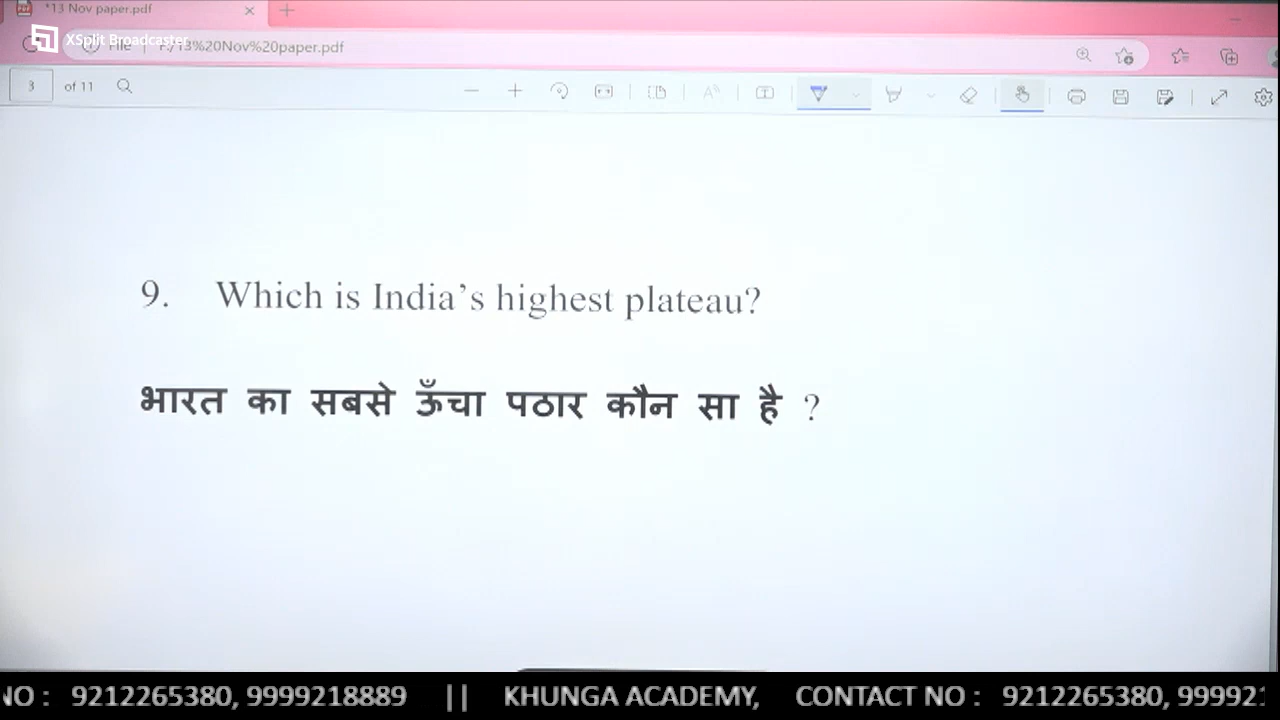 *13 Nov paper.pdf
XSplit Broadcaster
File
F:/13%20Nov%20paper.pdf
3 of 11
9. Which is India's highest plateau?
भारत का सबसे ऊँचा पठार कौन सा है ?
NO : 9212265380, 9999218889 || KHUNGA ACADEMY, CONTACT NO : 9212265380, 99992